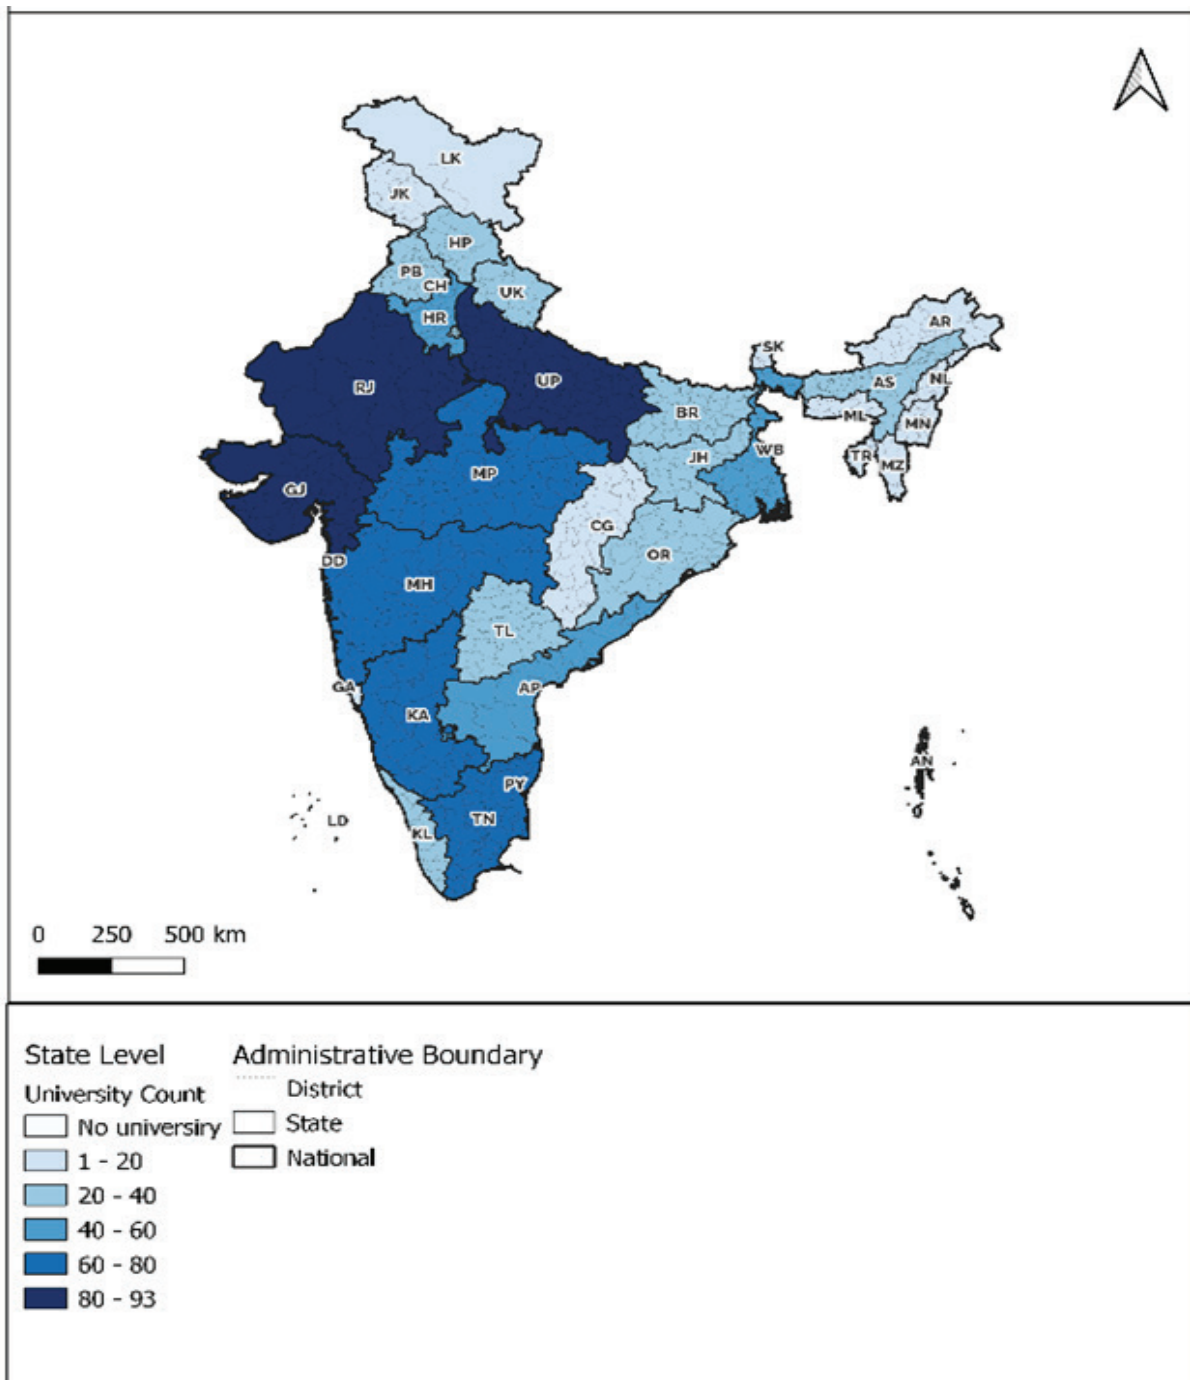 LK
JK
HP
PB
CH
UK
HR
AR
SK
RJ
UP
AS
NL
BR
ML
MN
WB
JH
TR
MZ
MP
GJ
CG
OR
DD
MH
TL
GA
AP
KA
AN
PY
LD
TN
KL
0 250 500 km
State Level
University Count
No universiry
1 - 20
20 - 40
40 - 60
60 - 80
80 - 93
Administrative Boundary
District
State
National